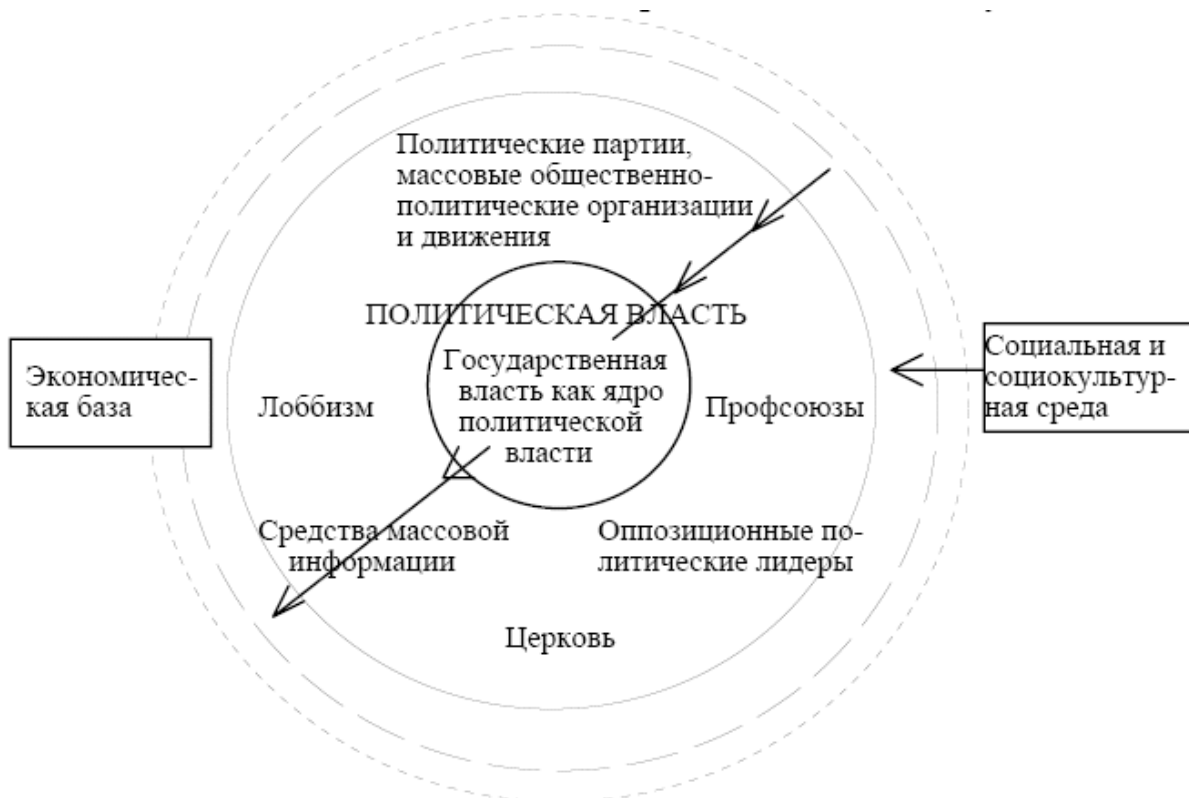 Политические партии,
массовые общественно-
политические организации
и движения
ПОЛИТИЧЕСКАЯ ВЛАСТЬ
Государственная
власть как ядро
политической
власти
Экономичес-
кая база
Лоббизм
Профсоюзы
Социальная и
социокультур-
ная среда
Средства массовой
информации
Оппозиционные по-
литические лидеры
Церковь